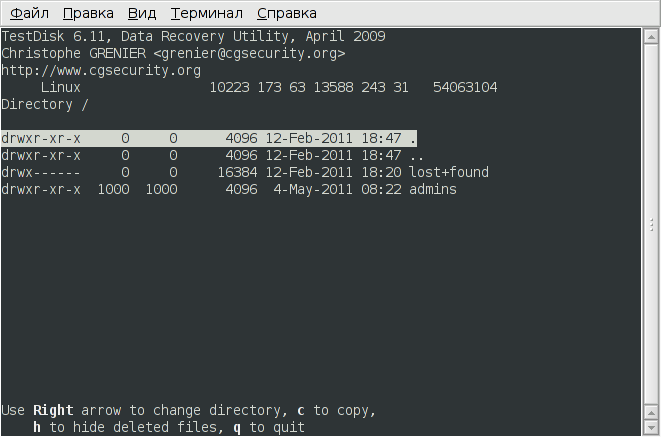 Файл Правка Вид Терминал Справка
TestDisk 6.11, Data Recovery Utility, April 2009
Christophe GRENIER <grenier@cgsecurity.org>
http://www.cgsecurity.org
     Linux                10223 173 63 13588 243 31   54063104
Directory /
drwxr-xr-x     0     0      4096 12-Feb-2011 18:47 .
drwxr-xr-x     0     0      4096 12-Feb-2011 18:47 ..
drwx------     0     0     16384 12-Feb-2011 18:20 lost+found
drwxr-xr-x  1000  1000      4096  4-May-2011 08:22 admins
Use Right arrow to change directory, c to copy,
    h to hide deleted files, q to quit